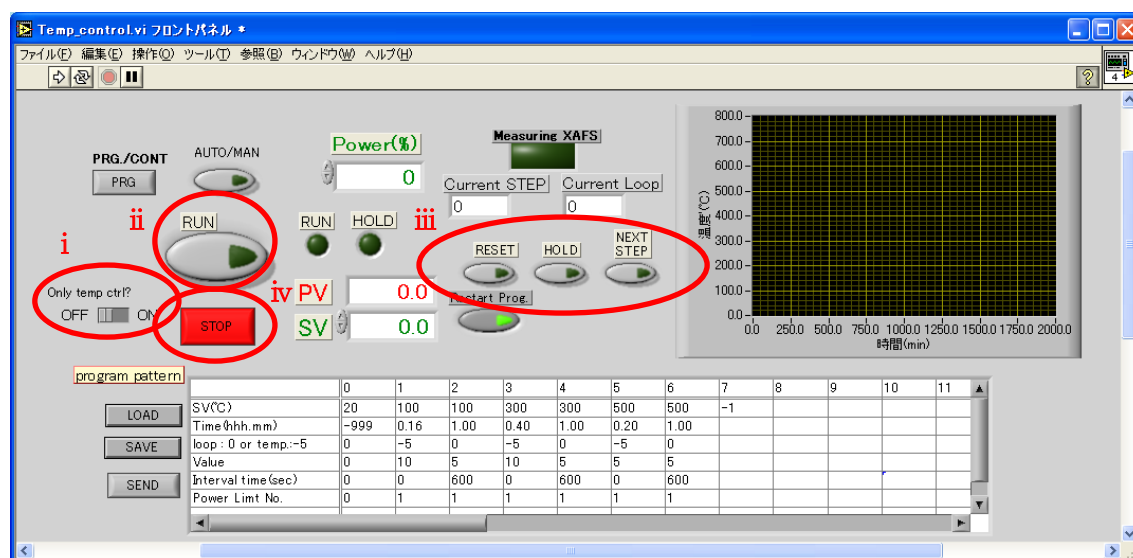 Temp_control.vi フロントパネル *
ファイル(F) 編集(E) 操作(O) ツール(T) 参照(B) ウィンドウ(W) ヘルプ(H)
? 4
PRG./CONT
PRG
AUTO/MAN
Power(%)
0
Measuring XAFS
Current STEP Current Loop
0 0
ii
RUN
RUN HOLD
iii
RESET HOLD NEXT STEP
i
Only temp ctrl?
OFF ON
STOP
iv
PV 0.0
SV 0.0
Restart Prog.
800.0
700.0
600.0
500.0
400.0
300.0
200.0
100.0
0.0
温度(℃)
0.0 250.0 500.0 750.0 1000.0 1250.0 1500.0 1750.0 2000.0
時間(min)
program pattern
LOAD
SAVE
SEND
0 1 2 3 4 5 6 7 8 9 10 11
SV(℃) 20 100 100 300 300 500 500 -1
Time(hhh.mm) -999 0.16 1.00 0.40 1.00 0.20 1.00
loop : 0 or temp.:-5 0 -5 0 -5 0 -5 0
Value 0 10 5 10 5 5 5
Interval time(sec) 0 0 600 0 600 0 600
Power Limt No. 0 1 1 1 1 1 1